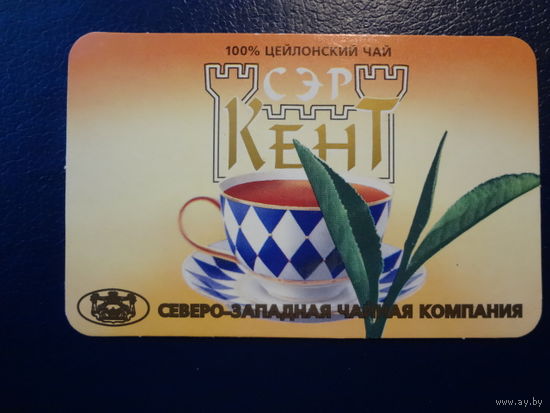 100% ЦЕЙЛОНСКИЙ ЧАЙ
СЭР
КЕНТ
СЕВЕРО-ЗАПАДНАЯ ЧАЙНАЯ КОМПАНИЯ
www.ay.by